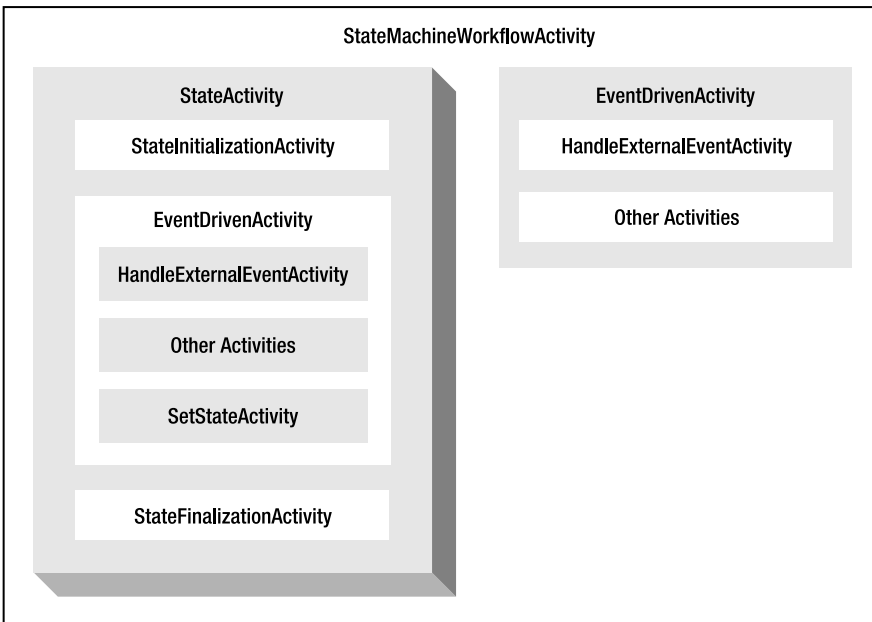 StateMachineWorkflowActivity
StateActivity
StateInitializationActivity
EventDrivenActivity
HandleExternalEventActivity
Other Activities
SetStateActivity
StateFinalizationActivity
EventDrivenActivity
HandleExternalEventActivity
Other Activities